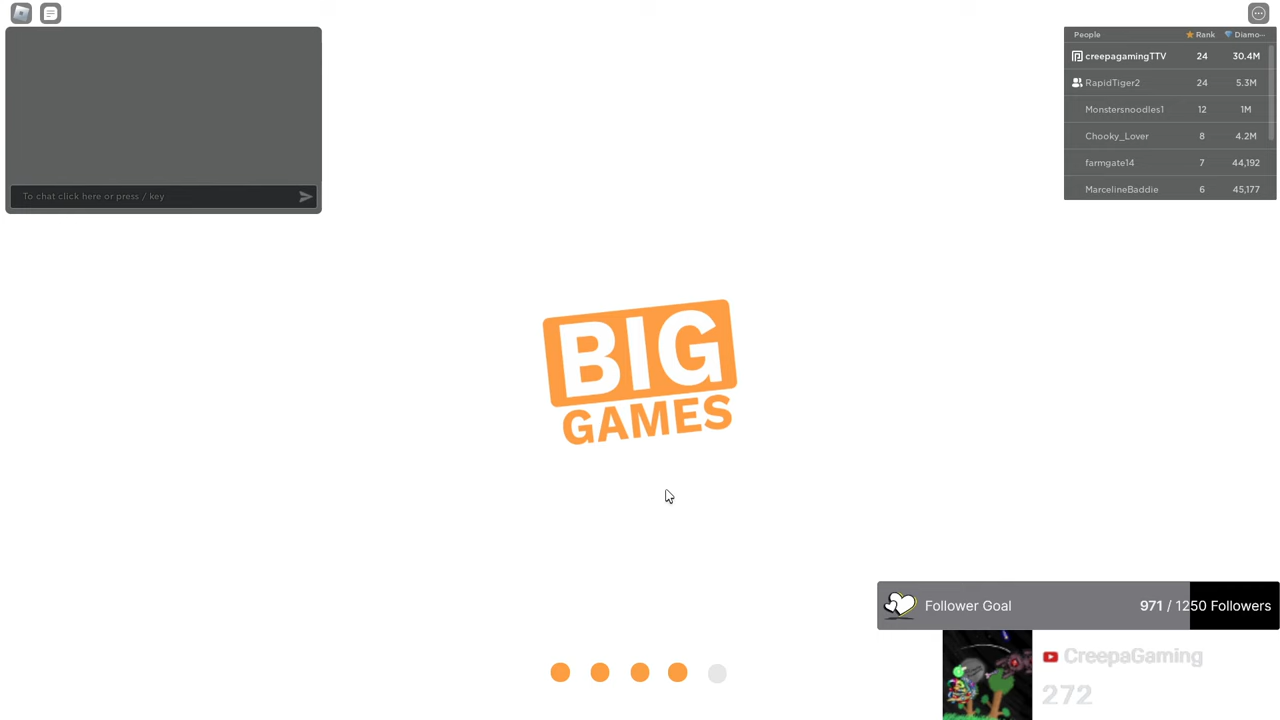 To chat click here or press / key
People Rank Diamo...
creepagamingTTV 24 30.4M
RapidTiger2 24 5.3M
Monstersnoodles1 12 1M
Chooky_Lover 8 4.2M
farmgate14 7 44,192
MarcelineBaddie 6 45,177
BIG
GAMES
Follower Goal 971 / 1250 Followers
CreepaGaming
272